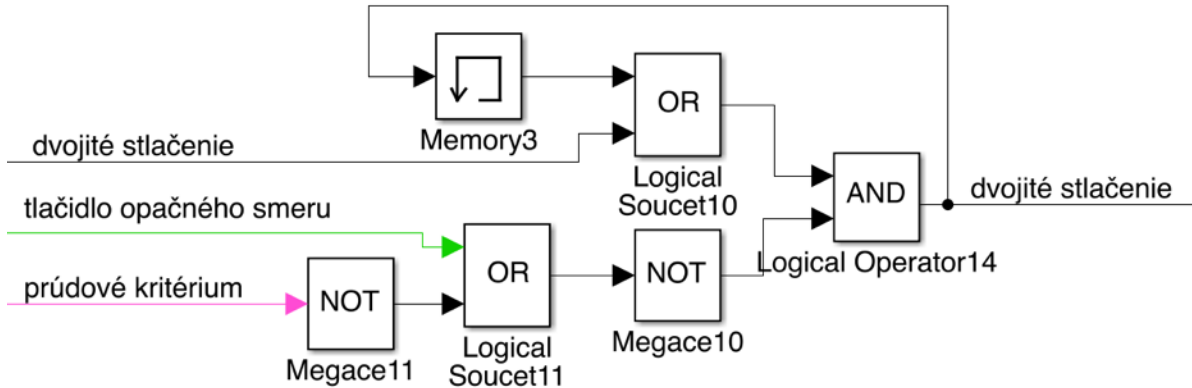 OR
Memory3
dvojité stlačenie
Logical
Soucet10
AND
dvojité stlačenie
tlačidlo opačného smeru
OR
NOT
Logical Operator14
prúdové kritérium
NOT
Megace10
Megace11
Logical
Soucet11